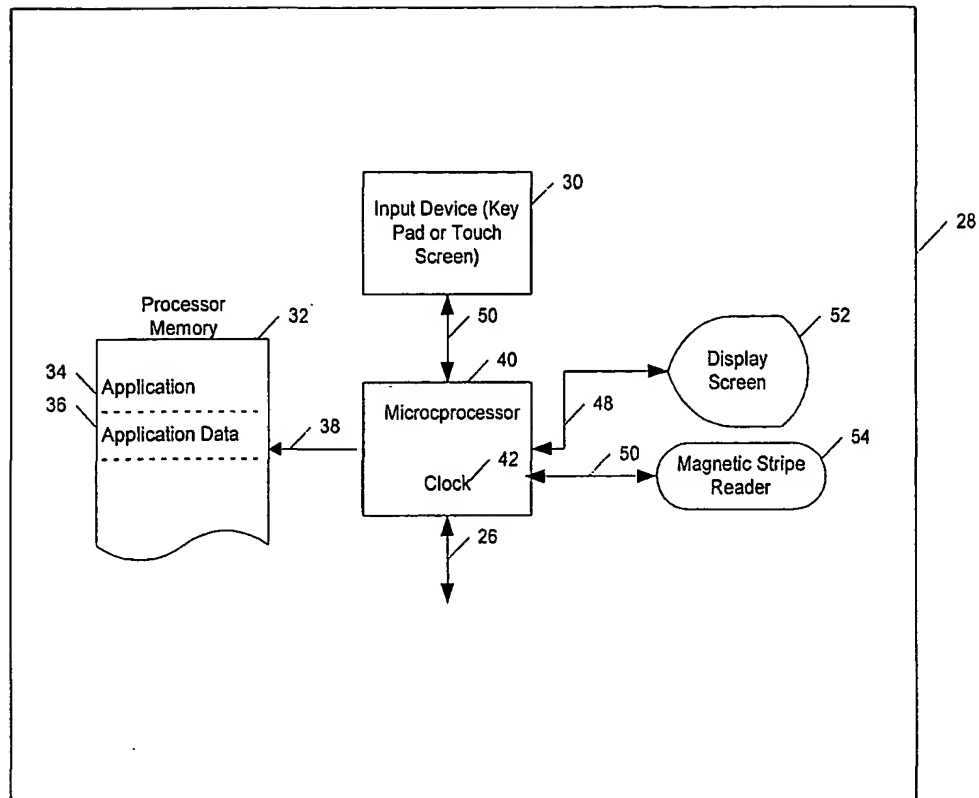 30
Input Device (Key
Pad or Touch
Screen)
28
50
Processor
Memory
32
52
Display
Screen
34
Application
40
36
Application Data
38
Microcprocessor
48
54
42
Clock
50
Magnetic Stripe
Reader
26